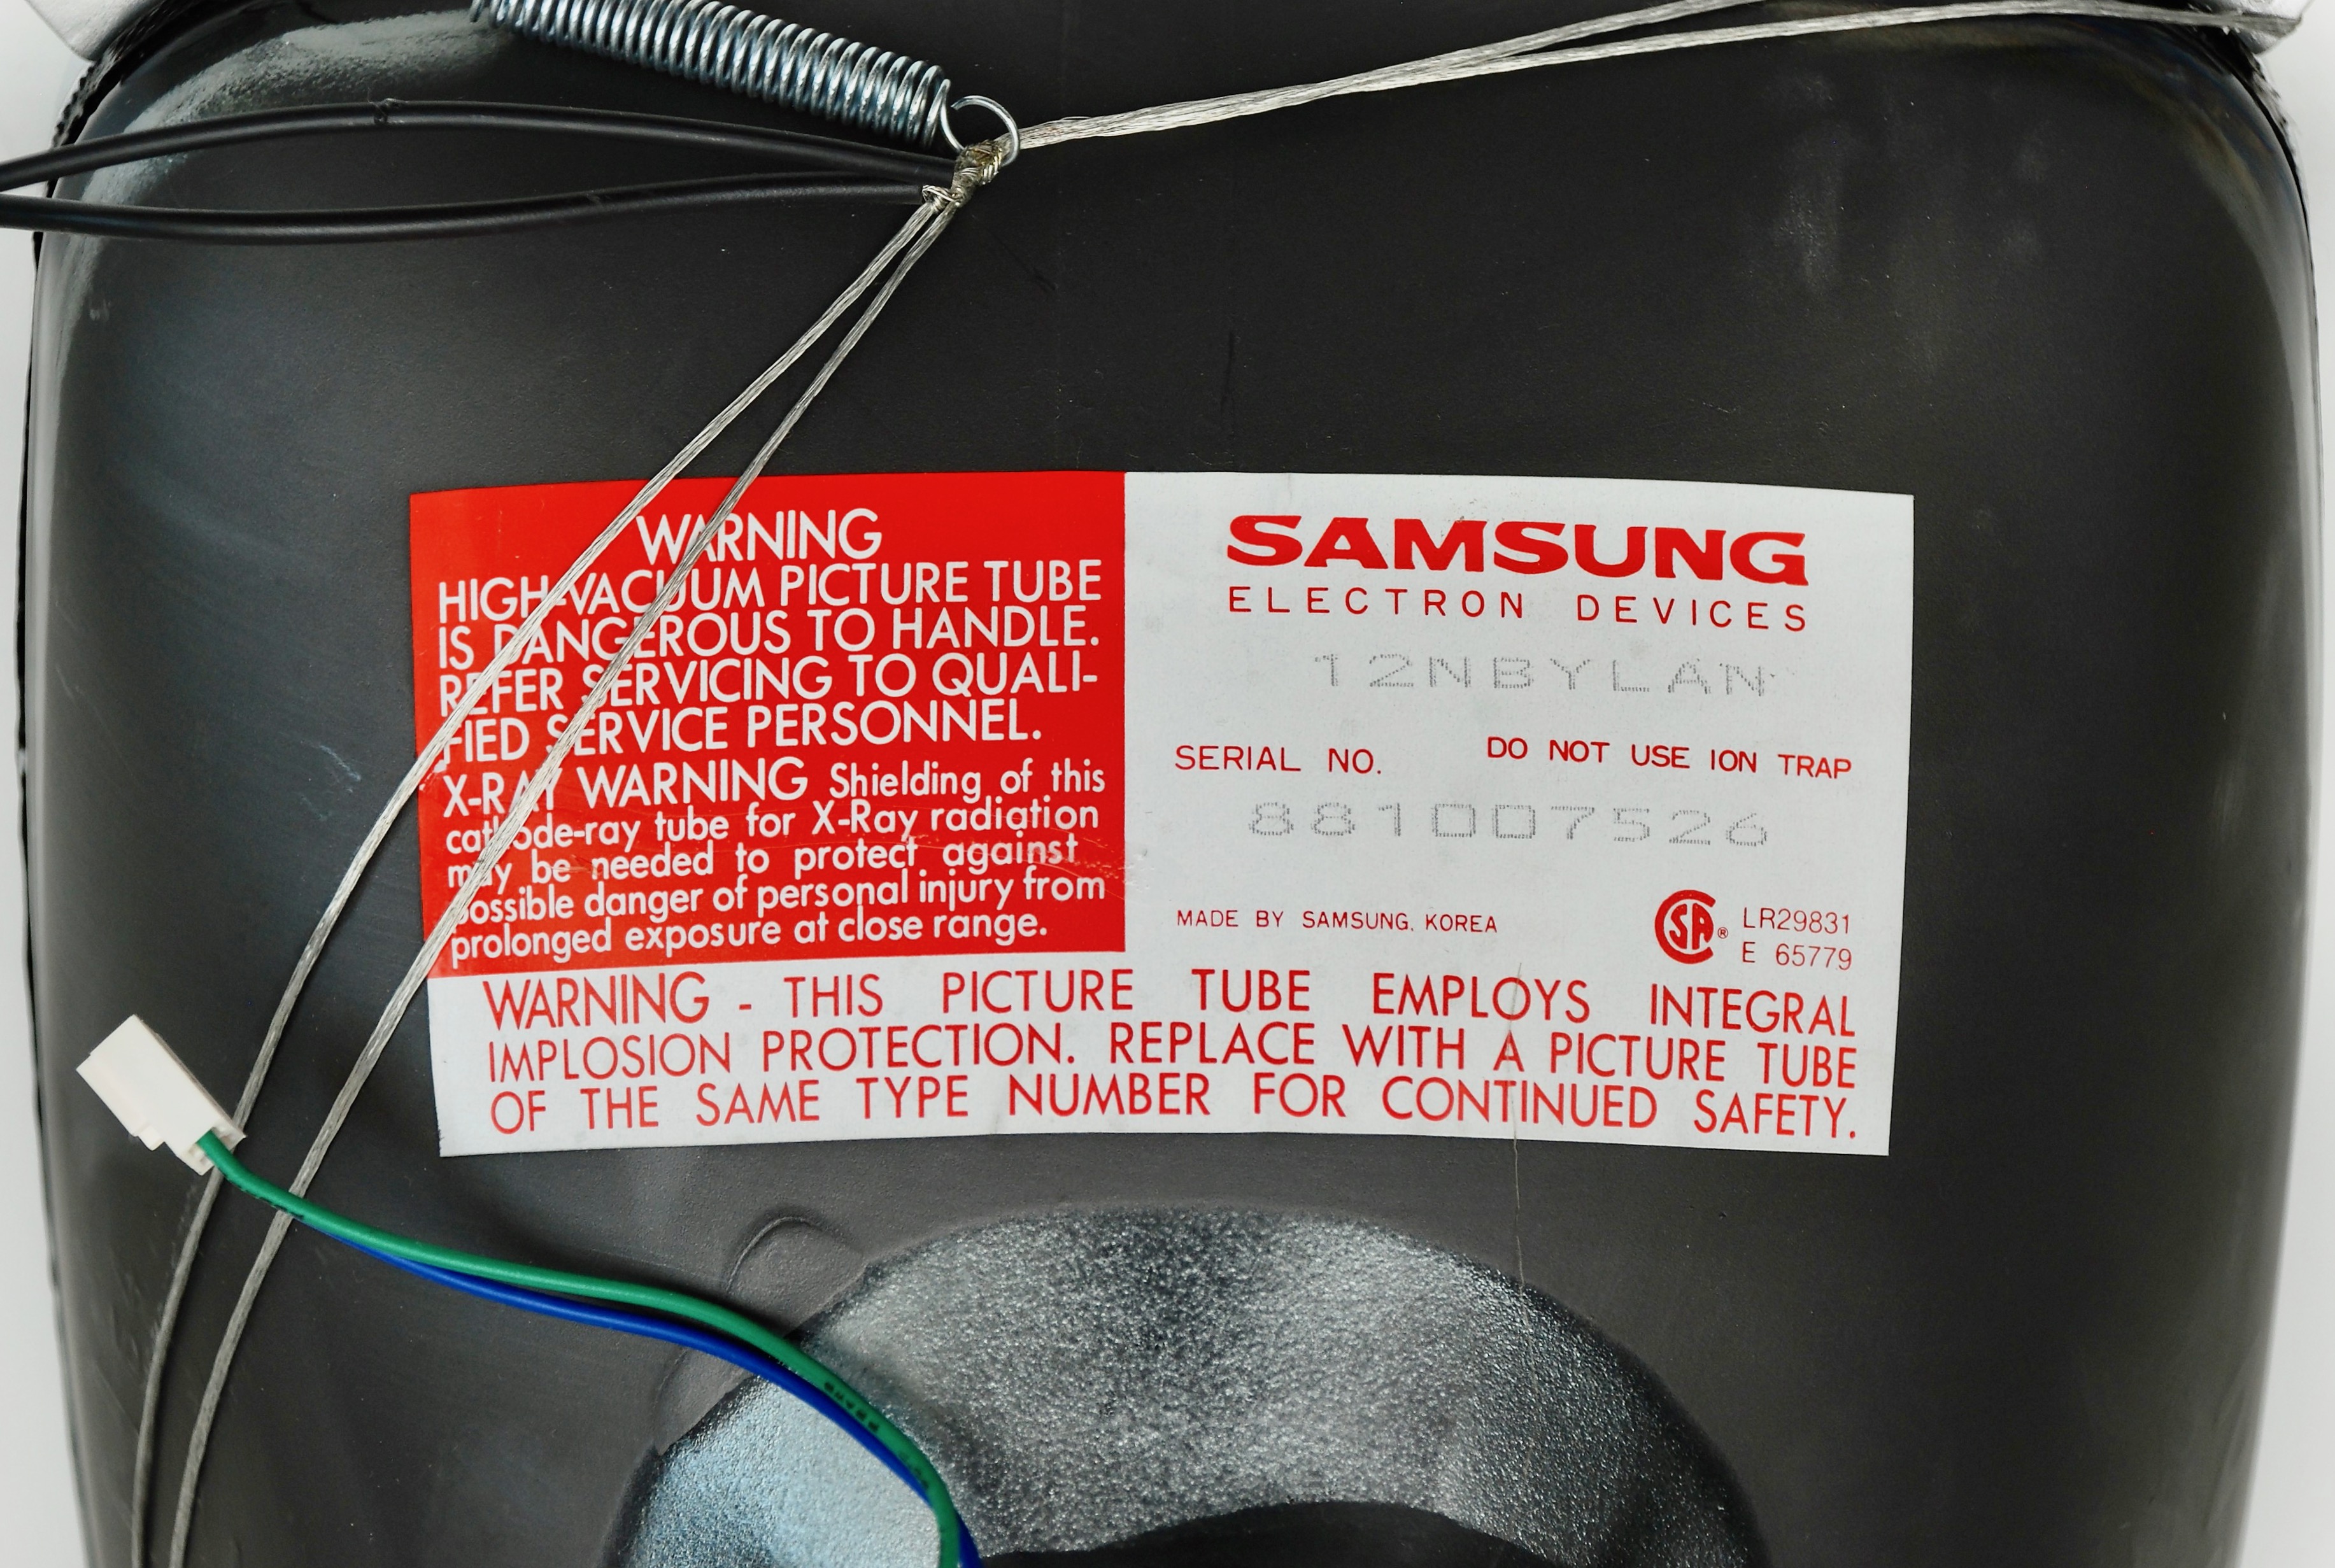 WARNING
HIGH-VACUUM PICTURE TUBE
IS DANGEROUS TO HANDLE.
REFER SERVICING TO QUALI-
FIED SERVICE PERSONNEL.
X-RAY WARNING Shielding of this
cathode-ray tube for X-Ray radiation
may be needed to protect against
possible danger of personal injury from
prolonged exposure at close range.
SAMSUNG
ELECTRON DEVICES
12NBYLAN
SERIAL NO. DO NOT USE ION TRAP
881007526
MADE BY SAMSUNG. KOREA
CSA® LR29831
E 65779
WARNING - THIS PICTURE TUBE EMPLOYS INTEGRAL
IMPLOSION PROTECTION. REPLACE WITH A PICTURE TUBE
OF THE SAME TYPE NUMBER FOR CONTINUED SAFETY.